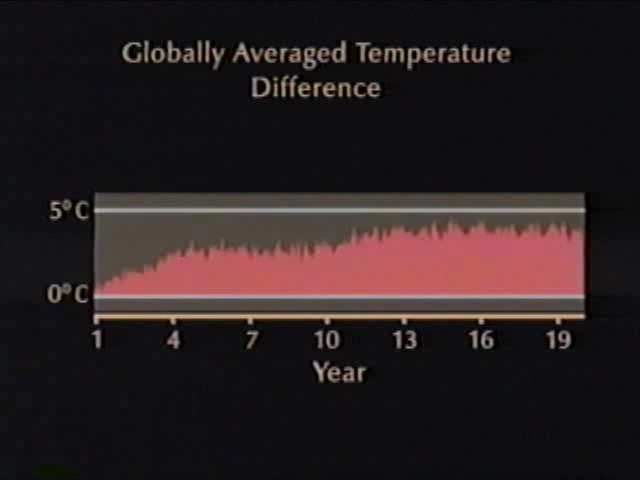 Globally Averaged Temperature
Difference
5°C
0°C
1 4 7 10 13 16 19
Year